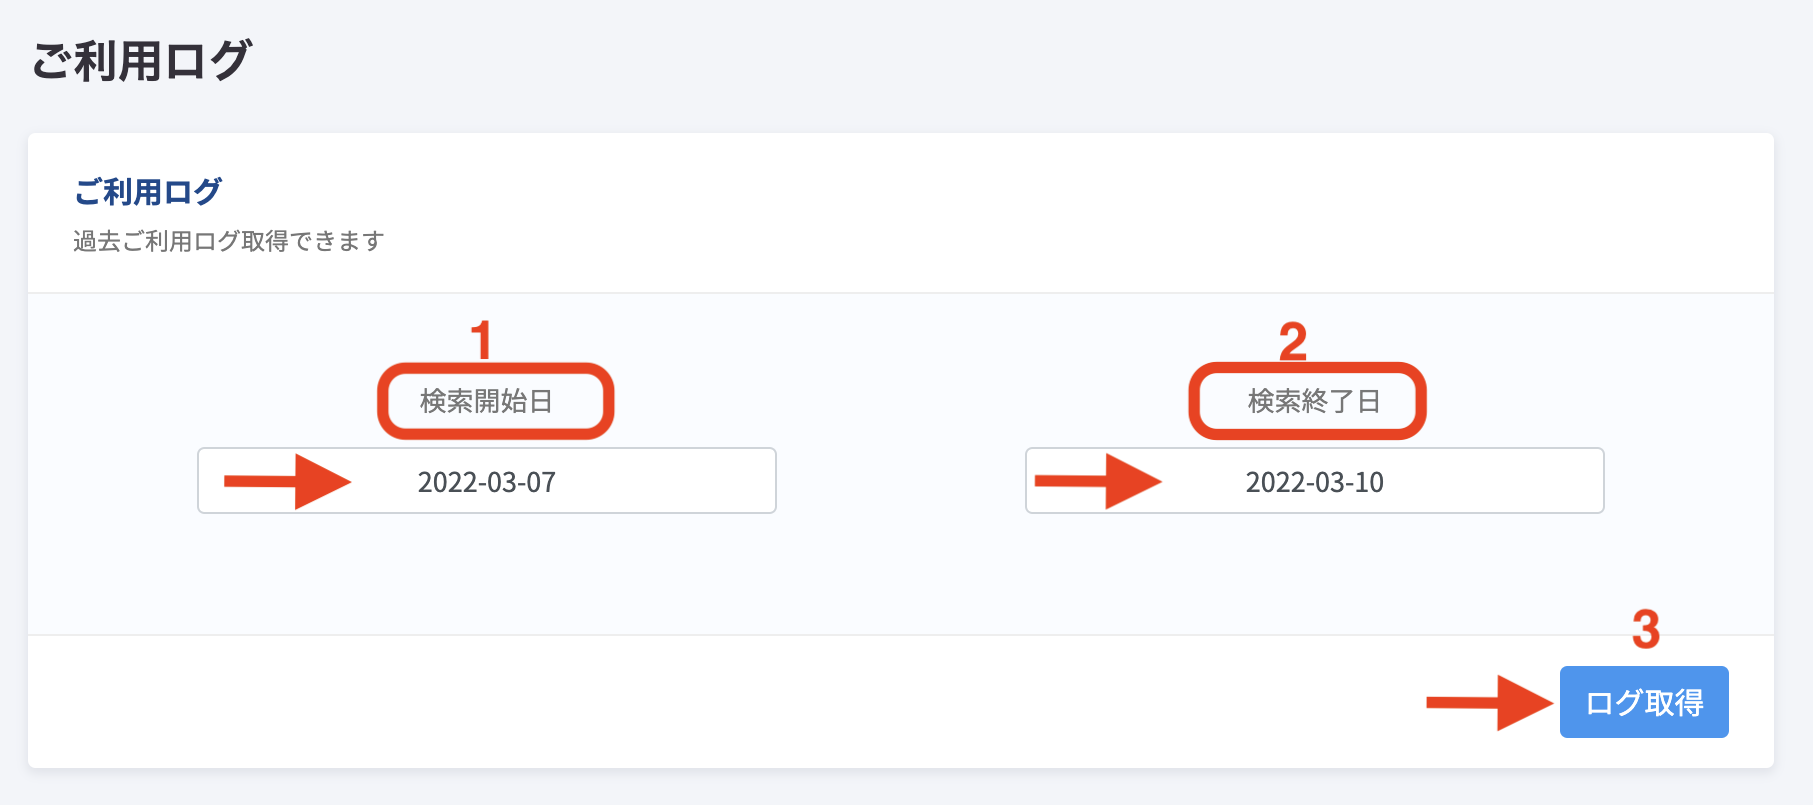 ご利用ログ
ご利用ログ
過去ご利用ログ取得できます
1
検索開始日
2022-03-07
2
検索終了日
2022-03-10
3
ログ取得